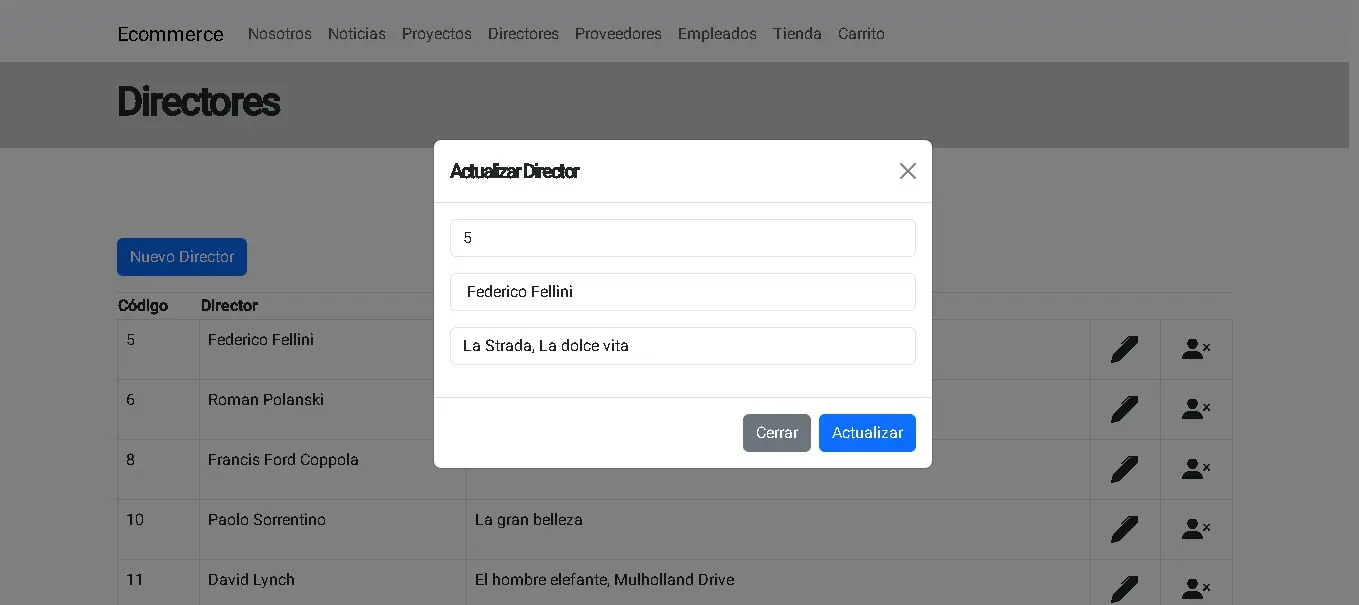 Ecommerce Nosotros Noticias Proyectos Directores Proveedores Empleados Tienda Carrito
Directores
Actualizar Director
5
Federico Fellini
La Strada, La dolce vita
Cerrar Actualizar
Nuevo Director
Código Director
5 Federico Fellini
6 Roman Polanski
8 Francis Ford Coppola
10 Paolo Sorrentino La gran belleza
11 David Lynch El hombre elefante, Mulholland Drive